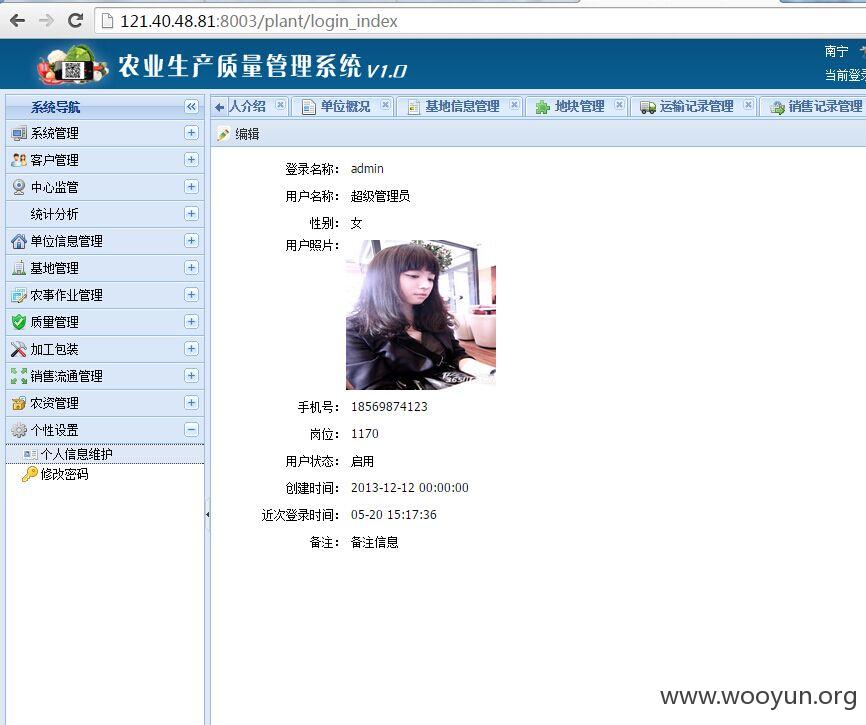 121.40.48.81:8003/plant/login_index
农业生产质量管理系统V1.0
南宁
当前登录
系统导航
人介绍 单位概况 基地信息管理 地块管理 运输记录管理 销售记录管理
编辑
系统管理
客户管理
中心监管
统计分析
单位信息管理
基地管理
农事作业管理
质量管理
加工包装
销售流通管理
农资管理
个性设置
个人信息维护
修改密码
登录名称: admin
用户名称: 超级管理员
性别: 女
用户照片:
手机号: 18569874123
岗位: 1170
用户状态: 启用
创建时间: 2013-12-12 00:00:00
近次登录时间: 05-20 15:17:36
备注: 备注信息
www.wooyun.org